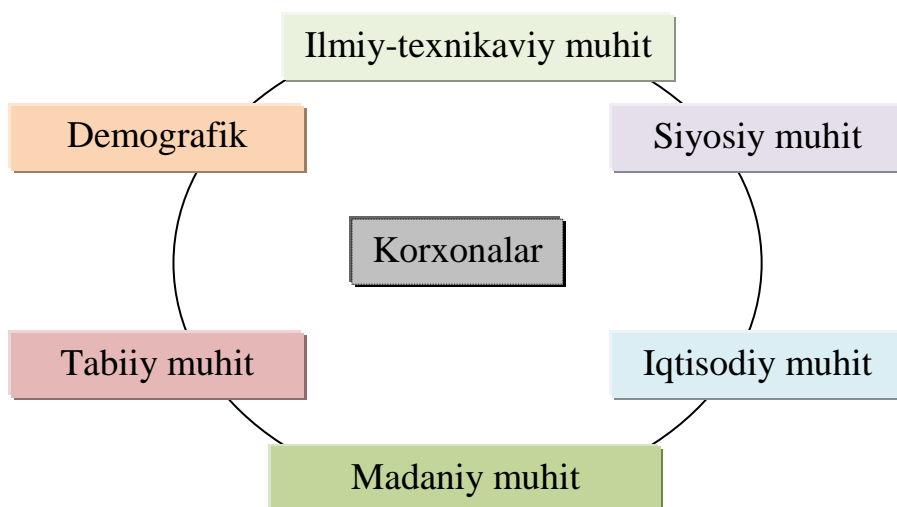 Ilmiy-texnikaviy muhit
Demografik
Siyosiy muhit
Korxonalar
Tabiiy muhit
Iqtisodiy muhit
Madaniy muhit